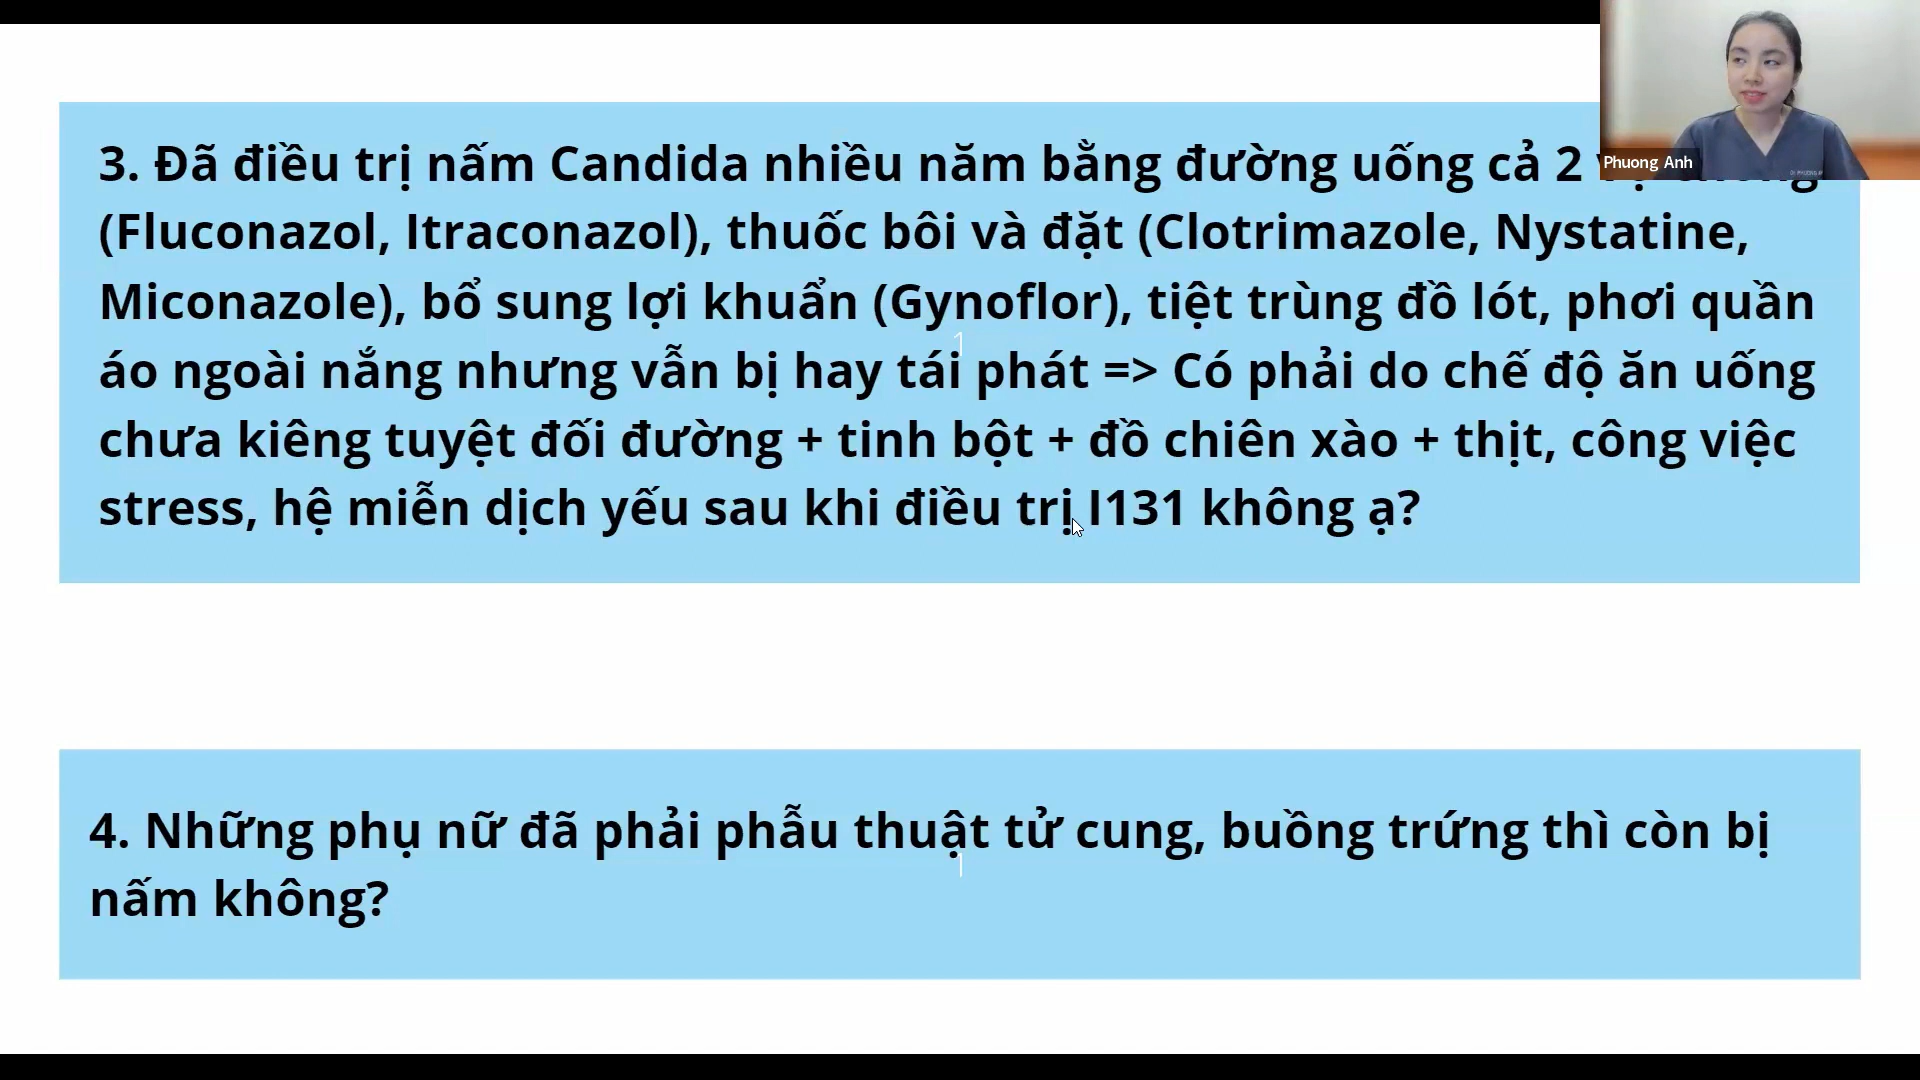 3. Đã điều trị nấm Candida nhiều năm bằng đường uống cả 2
(Fluconazol, Itraconazol), thuốc bôi và đặt (Clotrimazole, Nystatine,
Miconazole), bổ sung lợi khuẩn (Gynoflor), tiệt trùng đồ lót, phơi quần
áo ngoài nắng nhưng vẫn bị hay tái phát => Có phải do chế độ ăn uống
chưa kiêng tuyệt đối đường + tinh bột + đồ chiên xào + thịt, công việc
stress, hệ miễn dịch yếu sau khi điều trị I131 không ạ?
Phuong Anh
1
4. Những phụ nữ đã phải phẫu thuật tử cung, buồng trứng thì còn bị
nấm không?
1